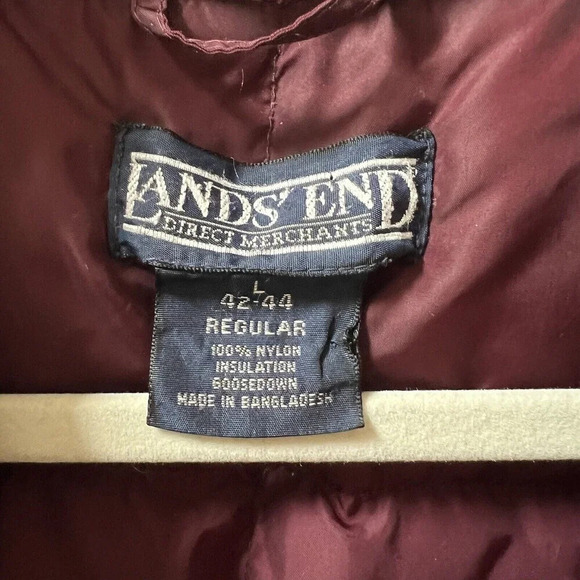 LANDS' END
DIRECT MERCHANTS
L
42-44
REGULAR
100% NYLON
INSULATION
GOOSEDOWN
MADE IN BANGLADESH